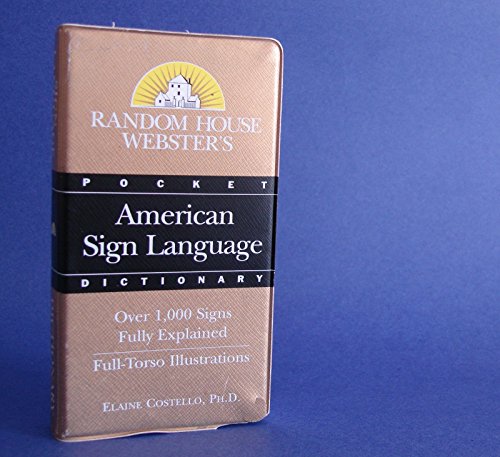 RANDOM HOUSE
WEBSTER'S
POCKET
American
Sign Language
DICTIONARY
Over 1,000 Signs
Fully Explained
Full-Torso Illustrations
ELAINE COSTELLO, PH.D.